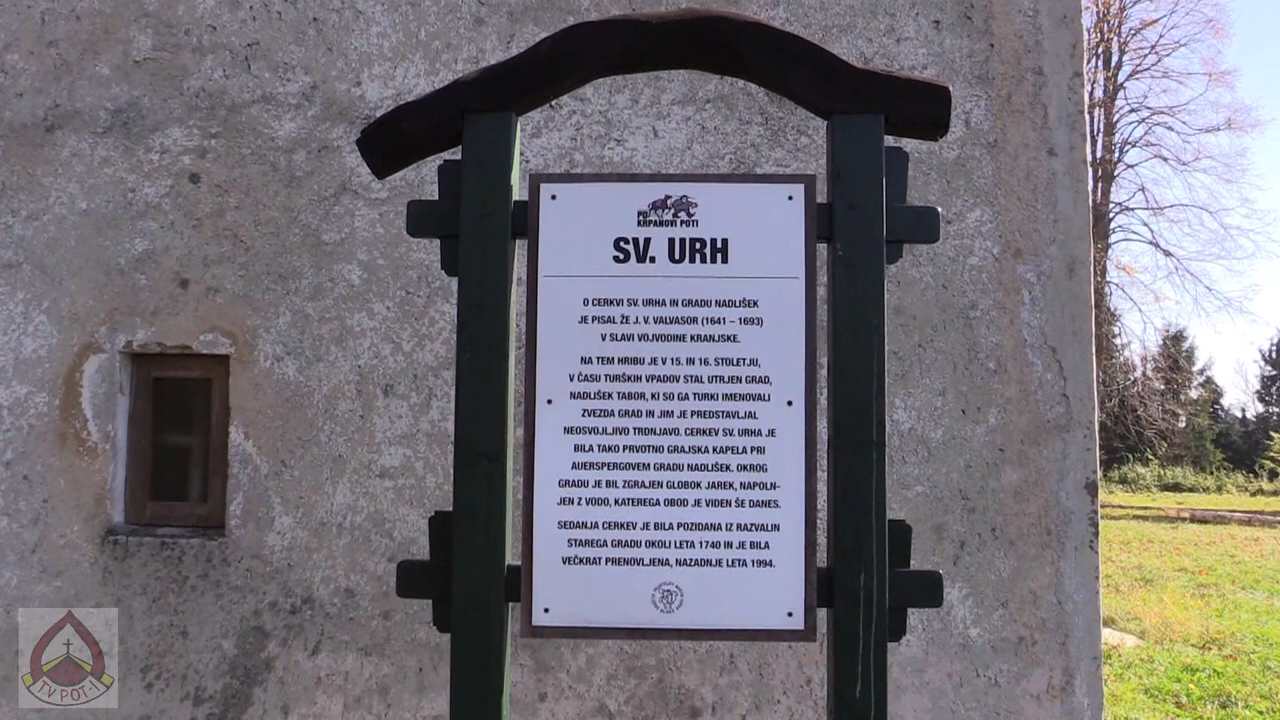 PO
KRPANOVI POTI
SV. URH
O CERKVI SV. URHA IN GRADU NADLIŠEK
JE PISAL ŽE J. V. VALVASOR (1641 – 1693)
V SLAVI VOJVODINE KRANJSKE.
NA TEM HRIBU JE V 15. IN 16. STOLETJU,
V ČASU TURŠKIH VPADOV STAL UTRJEN GRAD,
NADLIŠEK TABOR, KI SO GA TURKI IMENOVALI
ZVEZDA GRAD IN JIM JE PREDSTAVLJAL
NEOSVOJLJIVO TRDNJAVO. CERKEV SV. URHA JE
BILA TAKO PRVOTNO GRAJSKA KAPELA PRI
AUERSPERGOVEM GRADU NADLIŠEK. OKROG
GRADU JE BIL ZGRAJEN GLOBOK JAREK, NAPOLN-
JEN Z VODO, KATEREGA OBOD JE VIDEN ŠE DANES.
SEDANJA CERKEV JE BILA POZIDANA IZ RAZVALIN
STAREGA GRADU OKOLI LETA 1740 IN JE BILA
VEČKRAT PRENOVLJENA, NAZADNJE LETA 1994.
TV POT-1